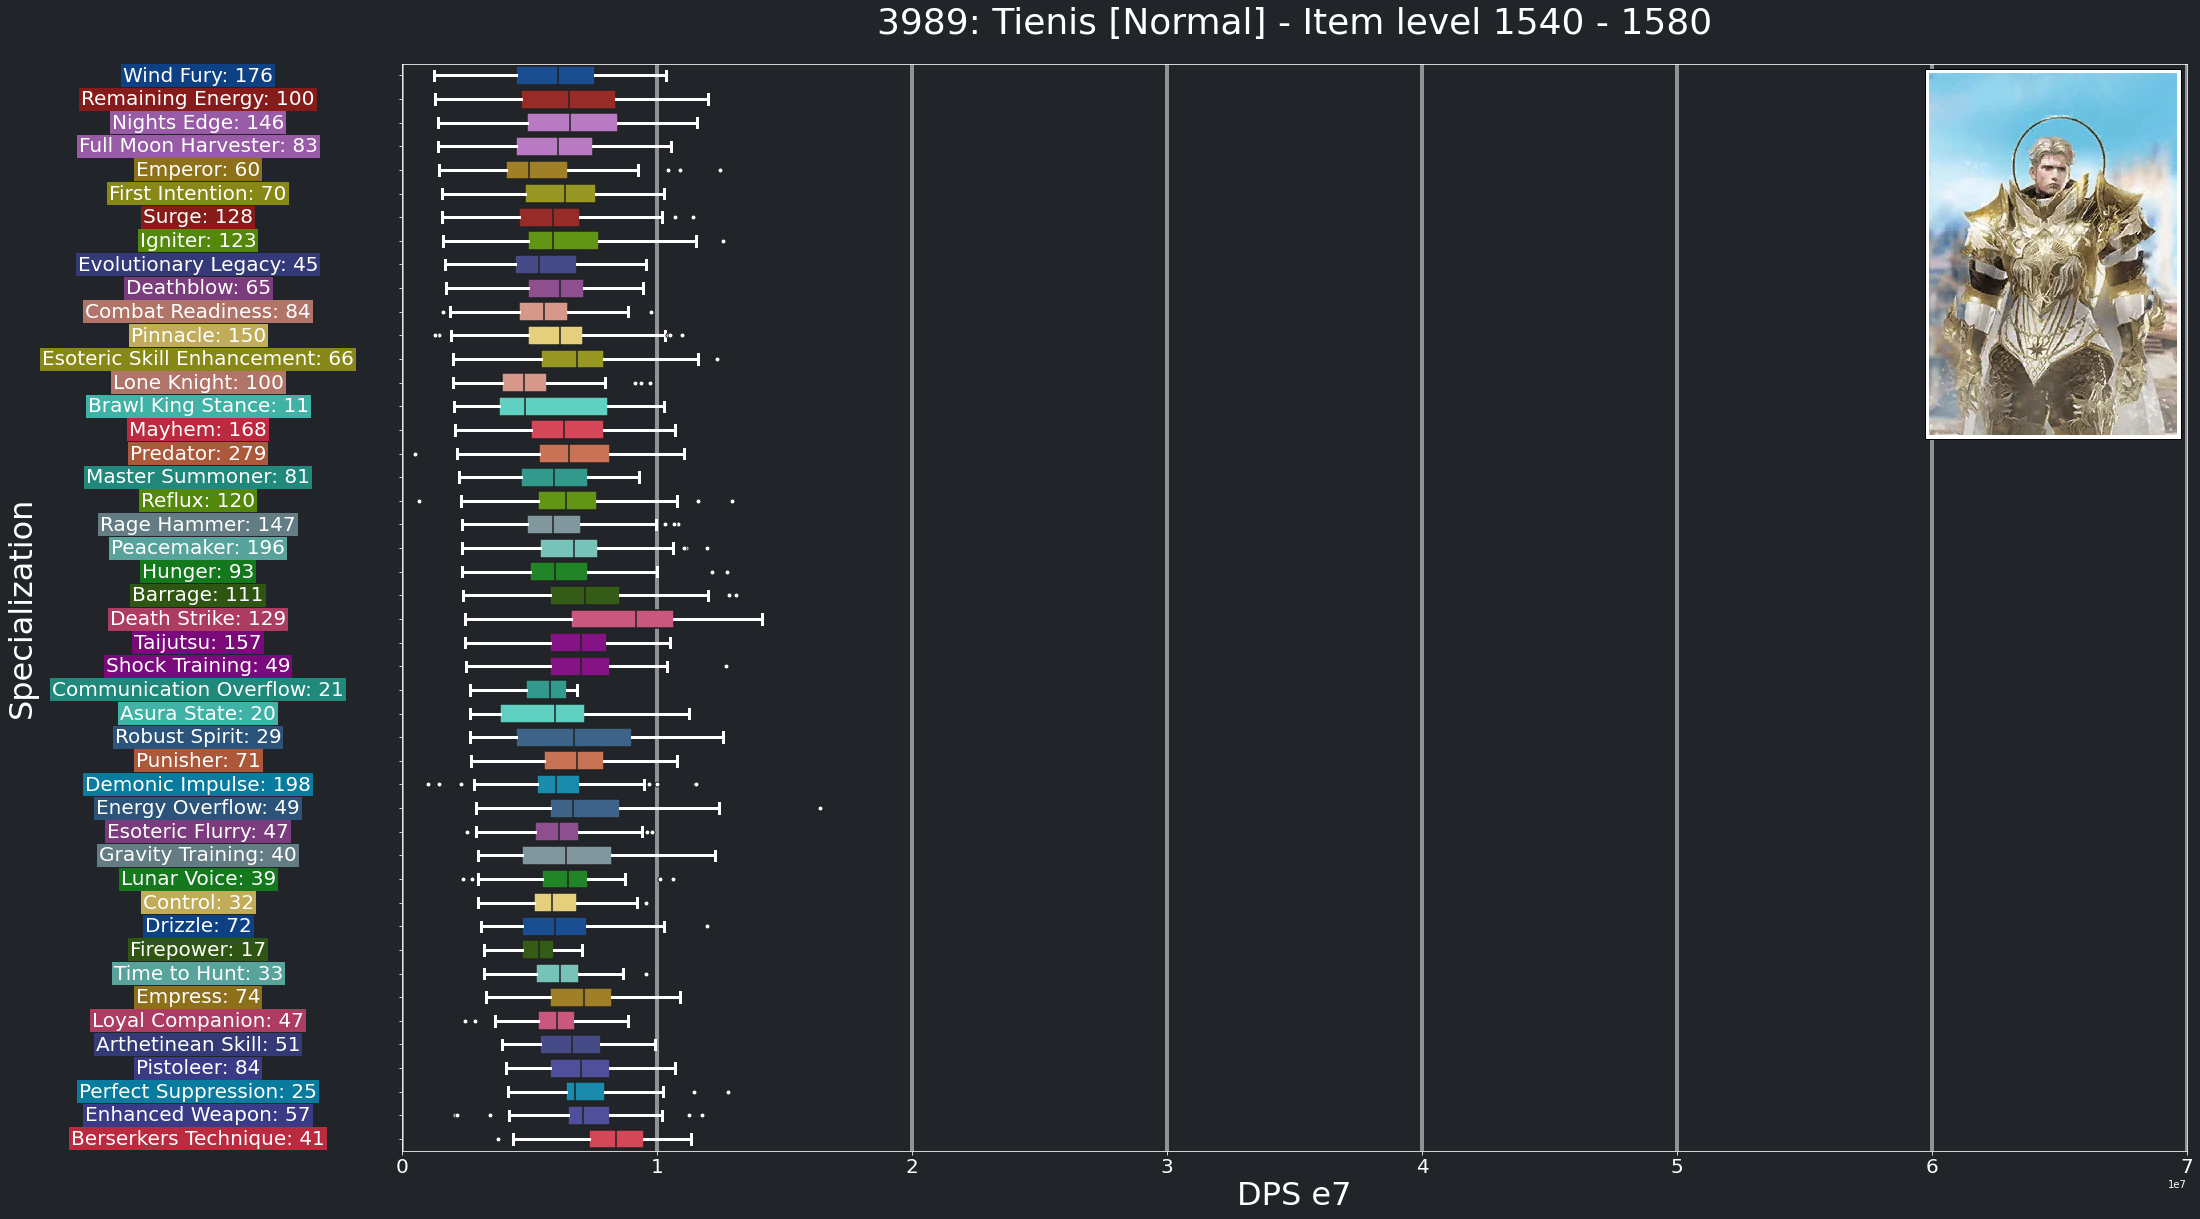 3989: Tienis [Normal] - Item level 1540 - 1580
Specialization
Wind Fury: 176
Remaining Energy: 100
Nights Edge: 146
Full Moon Harvester: 83
Emperor: 60
First Intention: 70
Surge: 128
Igniter: 123
Evolutionary Legacy: 45
Deathblow: 65
Combat Readiness: 84
Pinnacle: 150
Esoteric Skill Enhancement: 66
Lone Knight: 100
Brawl King Stance: 11
Mayhem: 168
Predator: 279
Master Summoner: 81
Reflux: 120
Rage Hammer: 147
Peacemaker: 196
Hunger: 93
Barrage: 111
Death Strike: 129
Taijutsu: 157
Shock Training: 49
Communication Overflow: 21
Asura State: 20
Robust Spirit: 29
Punisher: 71
Demonic Impulse: 198
Energy Overflow: 49
Esoteric Flurry: 47
Gravity Training: 40
Lunar Voice: 39
Control: 32
Drizzle: 72
Firepower: 17
Time to Hunt: 33
Empress: 74
Loyal Companion: 47
Arthetinean Skill: 51
Pistoleer: 84
Perfect Suppression: 25
Enhanced Weapon: 57
Berserkers Technique: 41
0 1 2 3 4 5 6 7
1e7
DPS e7